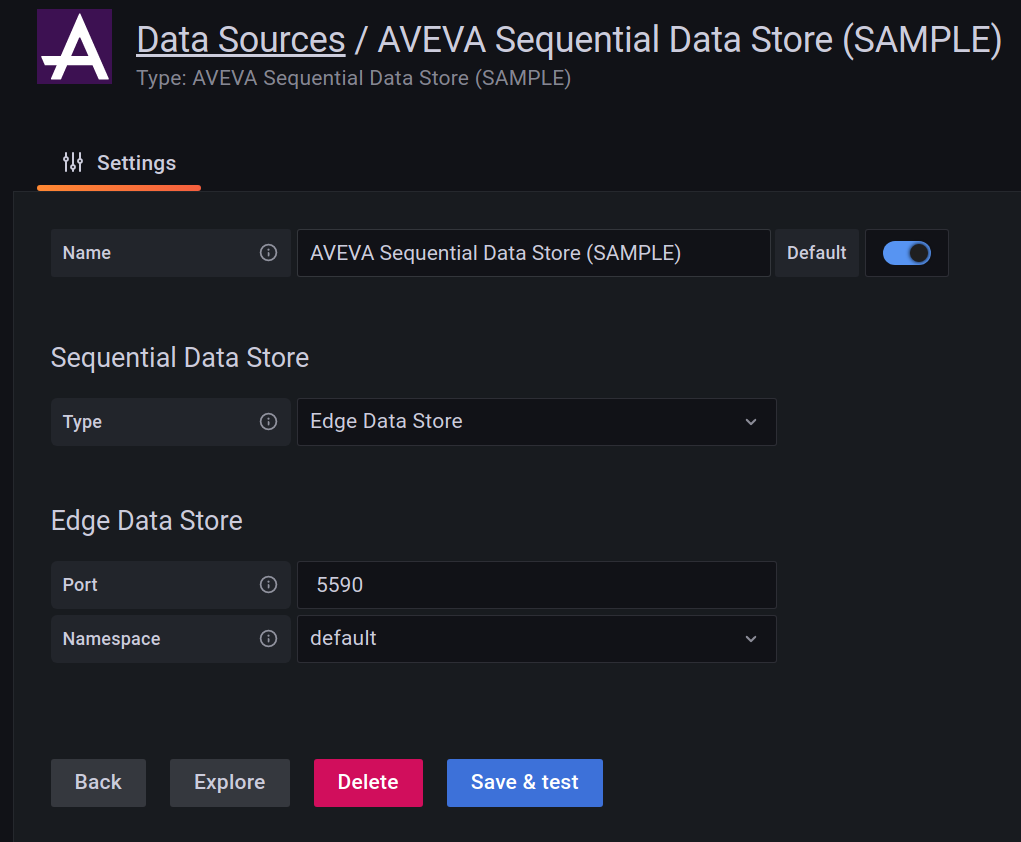 Data Sources / AVEVA Sequential Data Store (SAMPLE)
Type: AVEVA Sequential Data Store (SAMPLE)
Settings
Name AVEVA Sequential Data Store (SAMPLE) Default
Sequential Data Store
Type Edge Data Store
Edge Data Store
Port 5590
Namespace default
Back Explore Delete Save & test